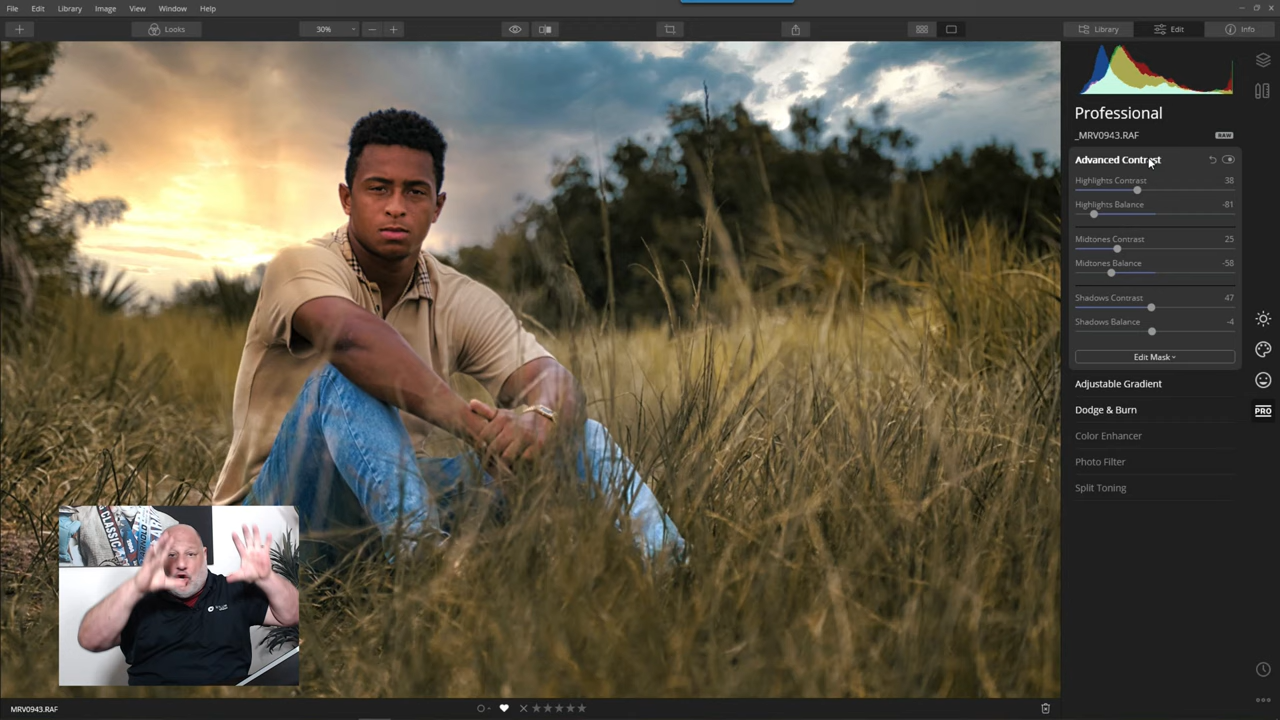 File Edit Library Image View Window Help
Looks 30% Library Edit Info
Professional
_MRV0943.RAF RAW
Advanced Contrast
Highlights Contrast 38
Highlights Balance -81
Midtones Contrast 25
Midtones Balance -58
Shadows Contrast 47
Shadows Balance -4
Edit Mask
Adjustable Gradient
Dodge & Burn
PRO
Color Enhancer
Photo Filter
Split Toning
CLASSIC
MRV0943.RAF